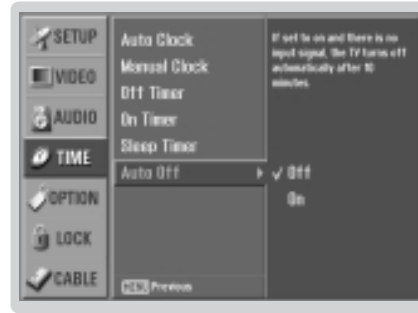 SETUP
VIDEO
AUDIO
TIME
OPTION
LOCK
CABLE
Auto Clock
Manual Clock
Off Timer
On Timer
Sleep Timer
Auto Off
MENU Previous
If set to on and there is no
input signal, the TV turns off
automatically after 10
minutes.
✓ Off
On